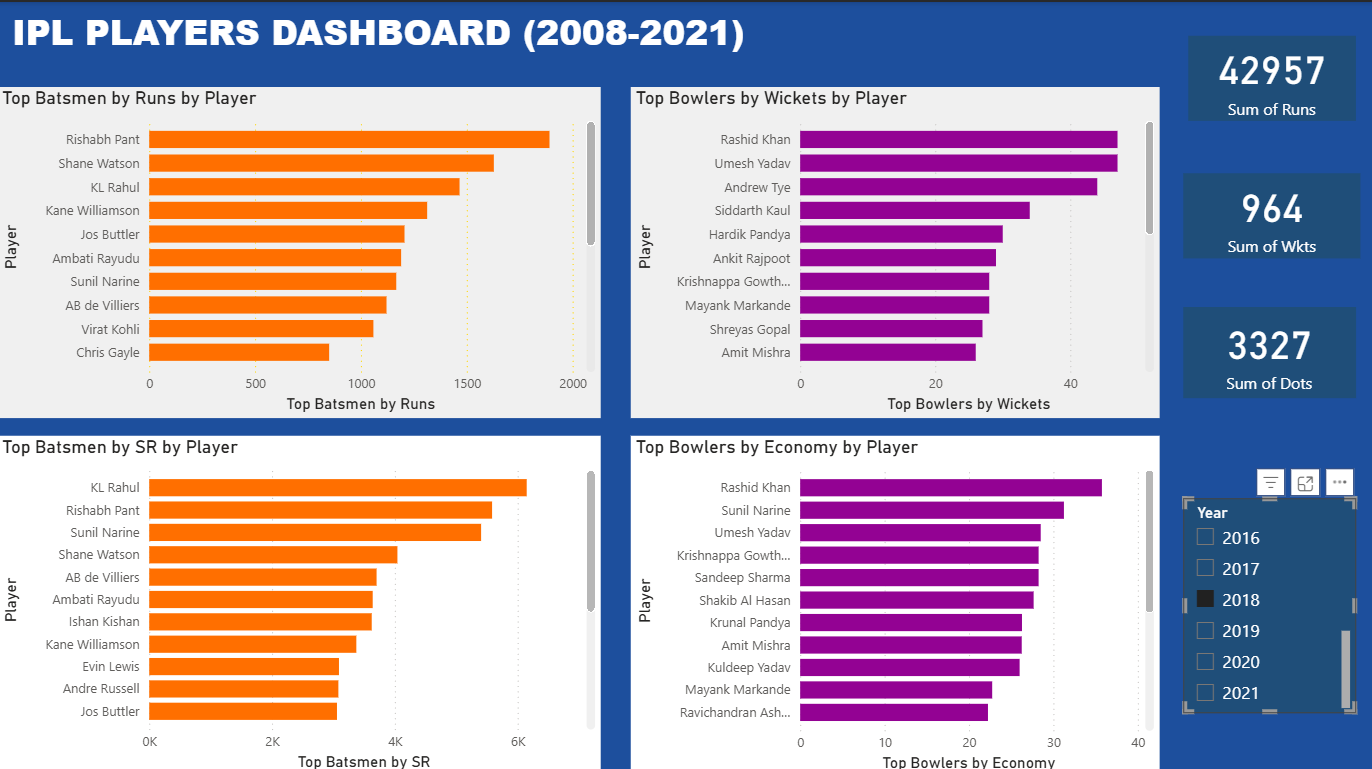 IPL PLAYERS DASHBOARD (2008-2021)
Top Batsmen by Runs by Player
Player
Rishabh Pant
Shane Watson
KL Rahul
Kane Williamson
Jos Buttler
Ambati Rayudu
Sunil Narine
AB de Villiers
Virat Kohli
Chris Gayle
0 500 1000 1500 2000
Top Batsmen by Runs
Top Bowlers by Wickets by Player
Player
Rashid Khan
Umesh Yadav
Andrew Tye
Siddarth Kaul
Hardik Pandya
Ankit Rajpoot
Krishnappa Gowth...
Mayank Markande
Shreyas Gopal
Amit Mishra
0 20 40
Top Bowlers by Wickets
42957
Sum of Runs
964
Sum of Wkts
3327
Sum of Dots
Top Batsmen by SR by Player
Player
KL Rahul
Rishabh Pant
Sunil Narine
Shane Watson
AB de Villiers
Ambati Rayudu
Ishan Kishan
Kane Williamson
Evin Lewis
Andre Russell
Jos Buttler
0K 2K 4K 6K
Top Batsmen by SR
Top Bowlers by Economy by Player
Player
Rashid Khan
Sunil Narine
Umesh Yadav
Krishnappa Gowth...
Sandeep Sharma
Shakib Al Hasan
Krunal Pandya
Amit Mishra
Kuldeep Yadav
Mayank Markande
Ravichandran Ash...
0 10 20 30 40
Top Bowlers by Economy
Year
2016
2017
2018
2019
2020
2021